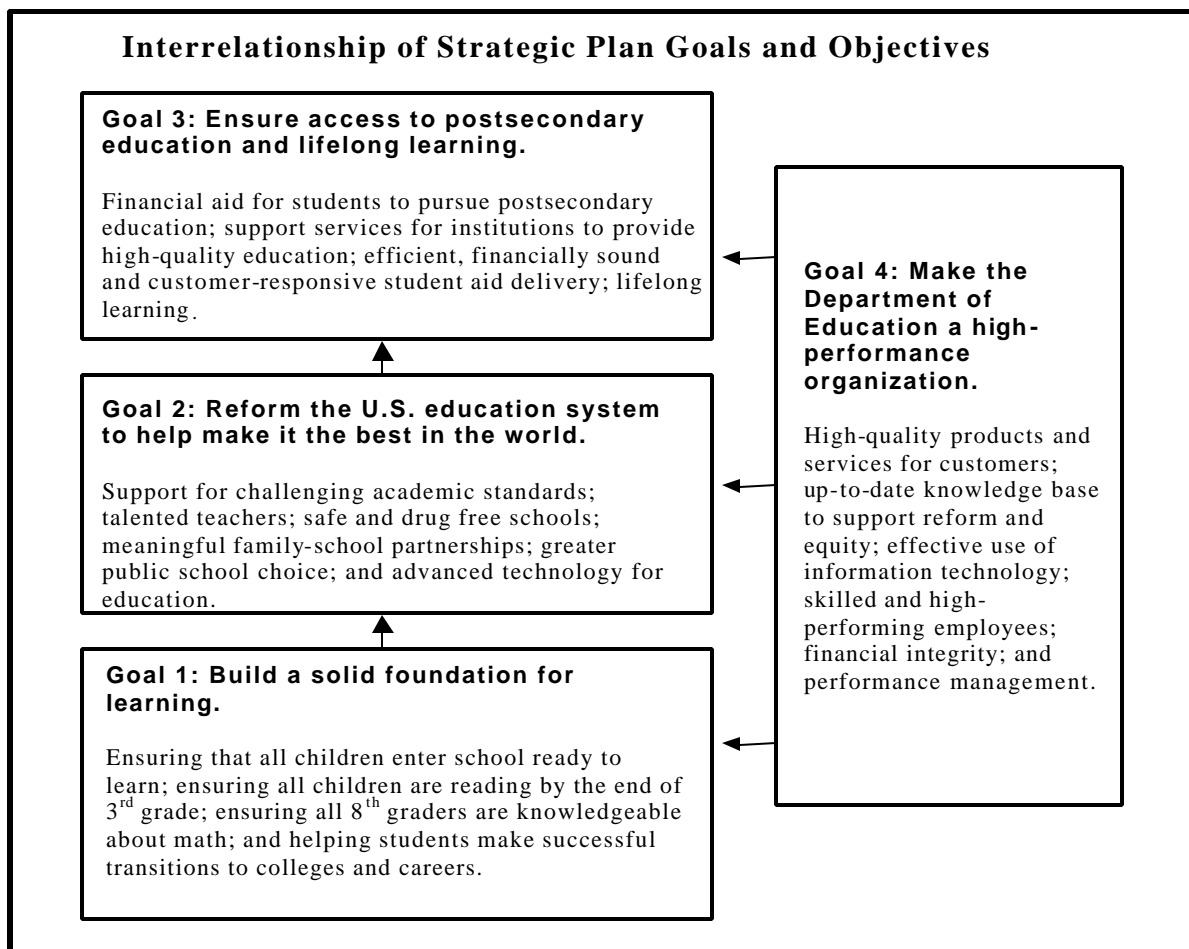 Interrelationship of Strategic Plan Goals and Objectives
Goal 3: Ensure access to postsecondary
education and lifelong learning.
Financial aid for students to pursue postsecondary
education; support services for institutions to provide
high-quality education; efficient, financially sound
and customer-responsive student aid delivery; lifelong
learning.
Goal 2: Reform the U.S. education system
to help make it the best in the world.
Support for challenging academic standards;
talented teachers; safe and drug free schools;
meaningful family-school partnerships; greater
public school choice; and advanced technology for
education.
Goal 1: Build a solid foundation for
learning.
Ensuring that all children enter school ready to
learn; ensuring all children are reading by the end of
3rd grade; ensuring all 8th graders are knowledgeable
about math; and helping students make successful
transitions to colleges and careers.
Goal 4: Make the
Department of
Education a high-
performance
organization.
High-quality products and
services for customers;
up-to-date knowledge base
to support reform and
equity; effective use of
information technology;
skilled and high-
performing employees;
financial integrity; and
performance management.